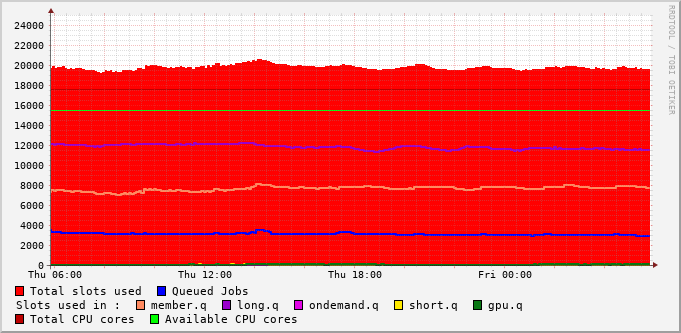 RRDTOOL / TOBI OETIKER
24000
22000
20000
18000
16000
14000
12000
10000
8000
6000
4000
2000
0
Thu 06:00 Thu 12:00 Thu 18:00 Fri 00:00
Total slots used Queued Jobs
Slots used in : member.q long.q ondemand.q short.q gpu.q
Total CPU cores Available CPU cores